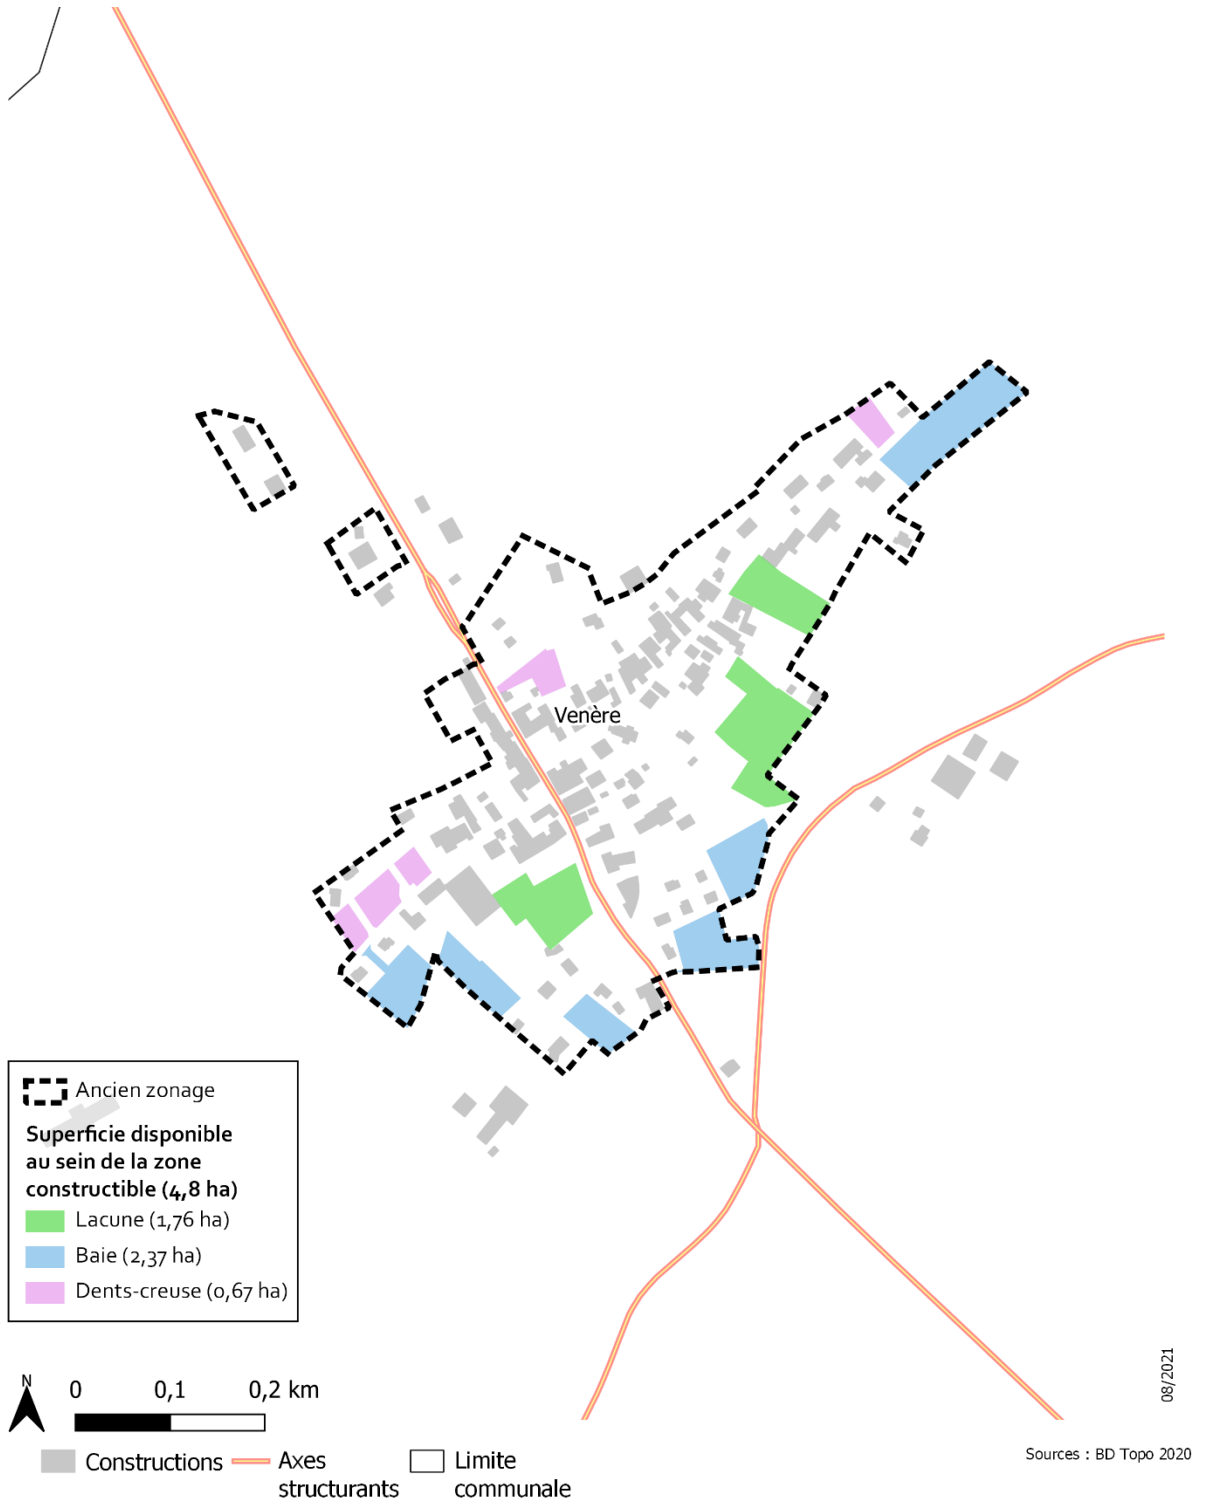 Venère
Ancien zonage
Superficie disponible
au sein de la zone
constructible (4,8 ha)
Lacune (1,76 ha)
Baie (2,37 ha)
Dents-creuse (0,67 ha)
N
0 0,1 0,2 km
Constructions
Axes
structurants
Limite
communale
08/2021
Sources : BD Topo 2020